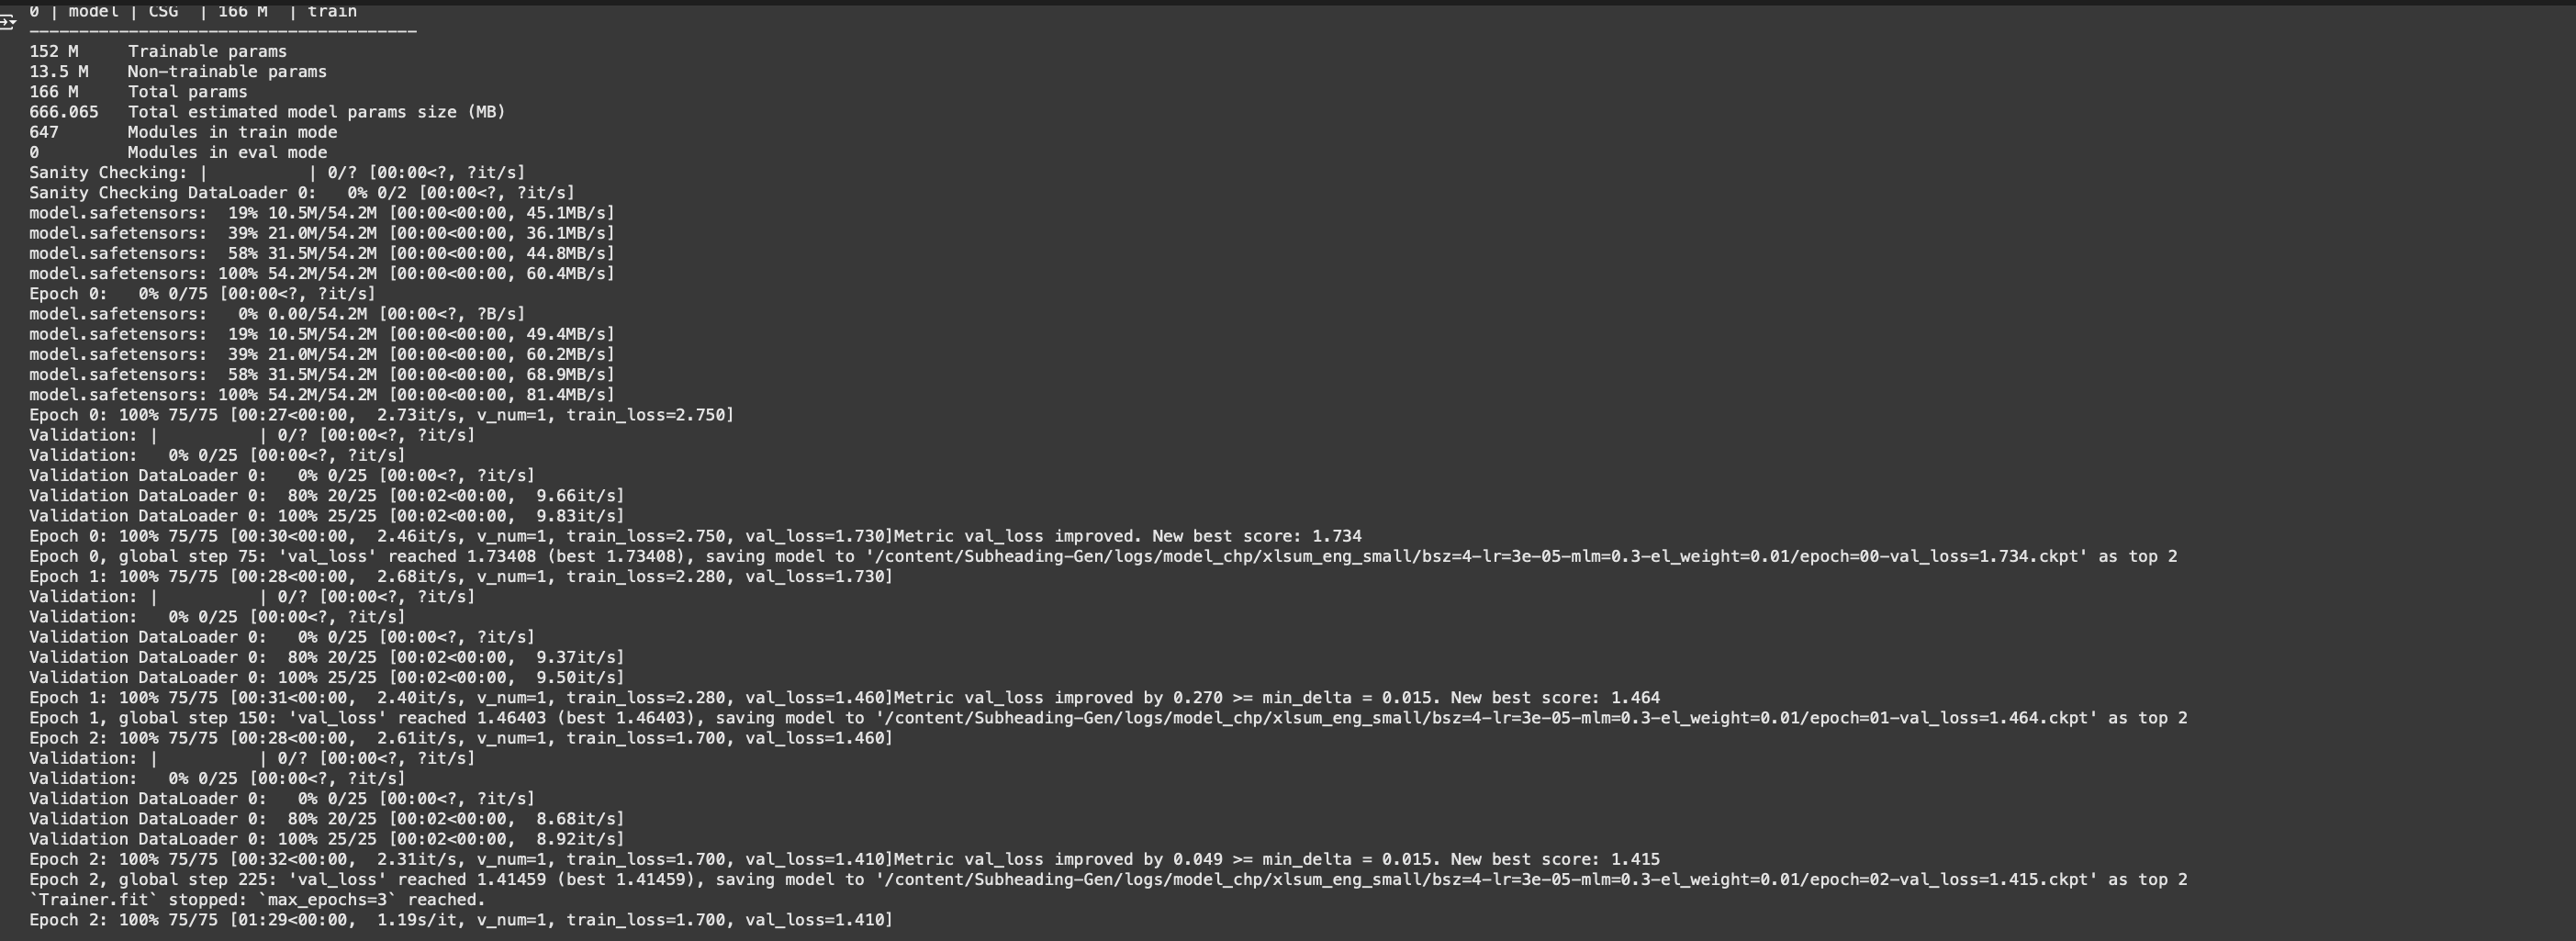 0 | model | CSG  | 166 M  | train
---------------------------------------
152 M     Trainable params
13.5 M    Non-trainable params
166 M     Total params
666.065   Total estimated model params size (MB)
647       Modules in train mode
0         Modules in eval mode
Sanity Checking: |          | 0/? [00:00<?, ?it/s]
Sanity Checking DataLoader 0:   0% 0/2 [00:00<?, ?it/s]
model.safetensors:  19% 10.5M/54.2M [00:00<00:00, 45.1MB/s]
model.safetensors:  39% 21.0M/54.2M [00:00<00:00, 36.1MB/s]
model.safetensors:  58% 31.5M/54.2M [00:00<00:00, 44.8MB/s]
model.safetensors: 100% 54.2M/54.2M [00:00<00:00, 60.4MB/s]
Epoch 0:   0% 0/75 [00:00<?, ?it/s]
model.safetensors:   0% 0.00/54.2M [00:00<?, ?B/s]
model.safetensors:  19% 10.5M/54.2M [00:00<00:00, 49.4MB/s]
model.safetensors:  39% 21.0M/54.2M [00:00<00:00, 60.2MB/s]
model.safetensors:  58% 31.5M/54.2M [00:00<00:00, 68.9MB/s]
model.safetensors: 100% 54.2M/54.2M [00:00<00:00, 81.4MB/s]
Epoch 0: 100% 75/75 [00:27<00:00,  2.73it/s, v_num=1, train_loss=2.750]
Validation: |          | 0/? [00:00<?, ?it/s]
Validation:   0% 0/25 [00:00<?, ?it/s]
Validation DataLoader 0:   0% 0/25 [00:00<?, ?it/s]
Validation DataLoader 0:  80% 20/25 [00:02<00:00,  9.66it/s]
Validation DataLoader 0: 100% 25/25 [00:02<00:00,  9.83it/s]
Epoch 0: 100% 75/75 [00:30<00:00,  2.46it/s, v_num=1, train_loss=2.750, val_loss=1.730]Metric val_loss improved. New best score: 1.734
Epoch 0, global step 75: 'val_loss' reached 1.73408 (best 1.73408), saving model to '/content/Subheading-Gen/logs/model_chp/xlsum_eng_small/bsz=4-lr=3e-05-mlm=0.3-el_weight=0.01/epoch=00-val_loss=1.734.ckpt' as top 2
Epoch 1: 100% 75/75 [00:28<00:00,  2.68it/s, v_num=1, train_loss=2.280, val_loss=1.730]
Validation: |          | 0/? [00:00<?, ?it/s]
Validation:   0% 0/25 [00:00<?, ?it/s]
Validation DataLoader 0:   0% 0/25 [00:00<?, ?it/s]
Validation DataLoader 0:  80% 20/25 [00:02<00:00,  9.37it/s]
Validation DataLoader 0: 100% 25/25 [00:02<00:00,  9.50it/s]
Epoch 1: 100% 75/75 [00:31<00:00,  2.40it/s, v_num=1, train_loss=2.280, val_loss=1.460]Metric val_loss improved by 0.270 >= min_delta = 0.015. New best score: 1.464
Epoch 1, global step 150: 'val_loss' reached 1.46403 (best 1.46403), saving model to '/content/Subheading-Gen/logs/model_chp/xlsum_eng_small/bsz=4-lr=3e-05-mlm=0.3-el_weight=0.01/epoch=01-val_loss=1.464.ckpt' as top 2
Epoch 2: 100% 75/75 [00:28<00:00,  2.61it/s, v_num=1, train_loss=1.700, val_loss=1.460]
Validation: |          | 0/? [00:00<?, ?it/s]
Validation:   0% 0/25 [00:00<?, ?it/s]
Validation DataLoader 0:   0% 0/25 [00:00<?, ?it/s]
Validation DataLoader 0:  80% 20/25 [00:02<00:00,  8.68it/s]
Validation DataLoader 0: 100% 25/25 [00:02<00:00,  8.92it/s]
Epoch 2: 100% 75/75 [00:32<00:00,  2.31it/s, v_num=1, train_loss=1.700, val_loss=1.410]Metric val_loss improved by 0.049 >= min_delta = 0.015. New best score: 1.415
Epoch 2, global step 225: 'val_loss' reached 1.41459 (best 1.41459), saving model to '/content/Subheading-Gen/logs/model_chp/xlsum_eng_small/bsz=4-lr=3e-05-mlm=0.3-el_weight=0.01/epoch=02-val_loss=1.415.ckpt' as top 2
`Trainer.fit` stopped: `max_epochs=3` reached.
Epoch 2: 100% 75/75 [01:29<00:00,  1.19s/it, v_num=1, train_loss=1.700, val_loss=1.410]